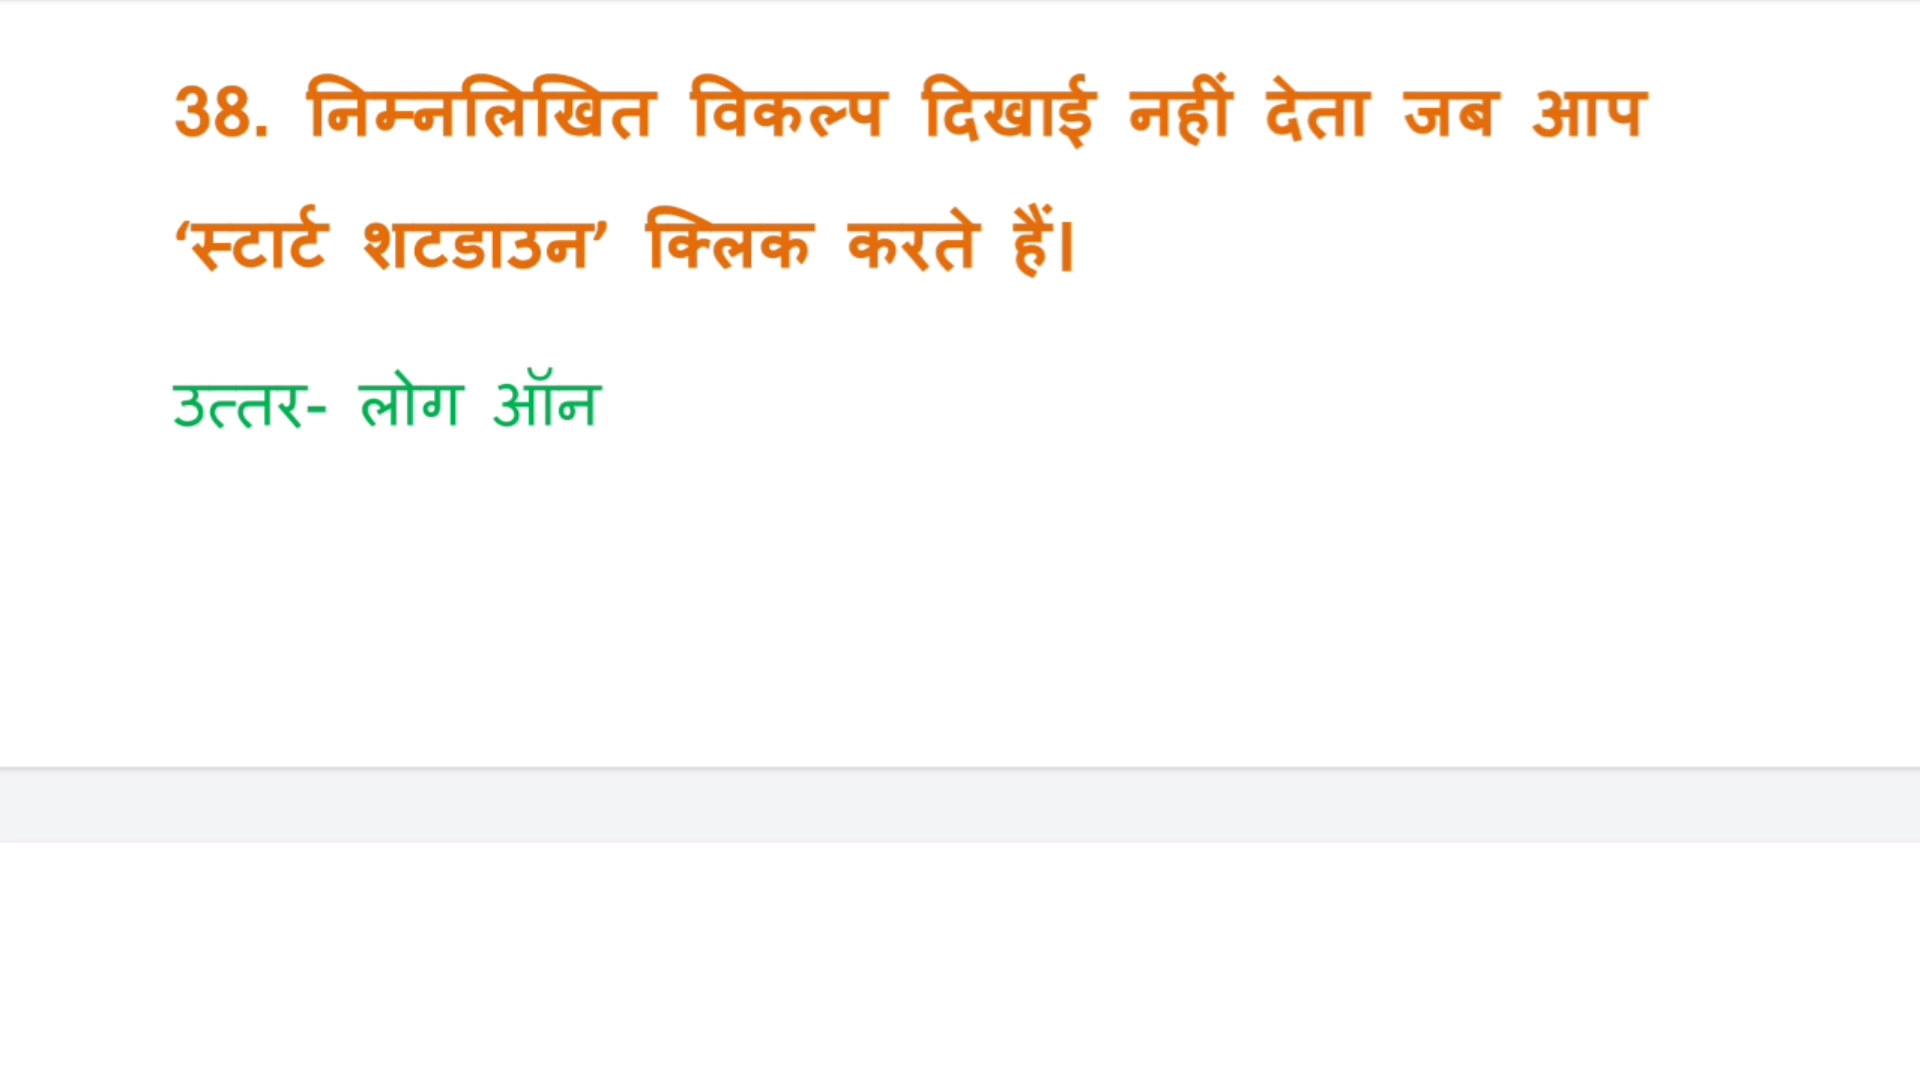 38. निम्नलिखित विकल्प दिखाई नहीं देता जब आप
‘स्टार्ट शटडाउन’ क्लिक करते हैं।
उत्तर- लोग ऑन